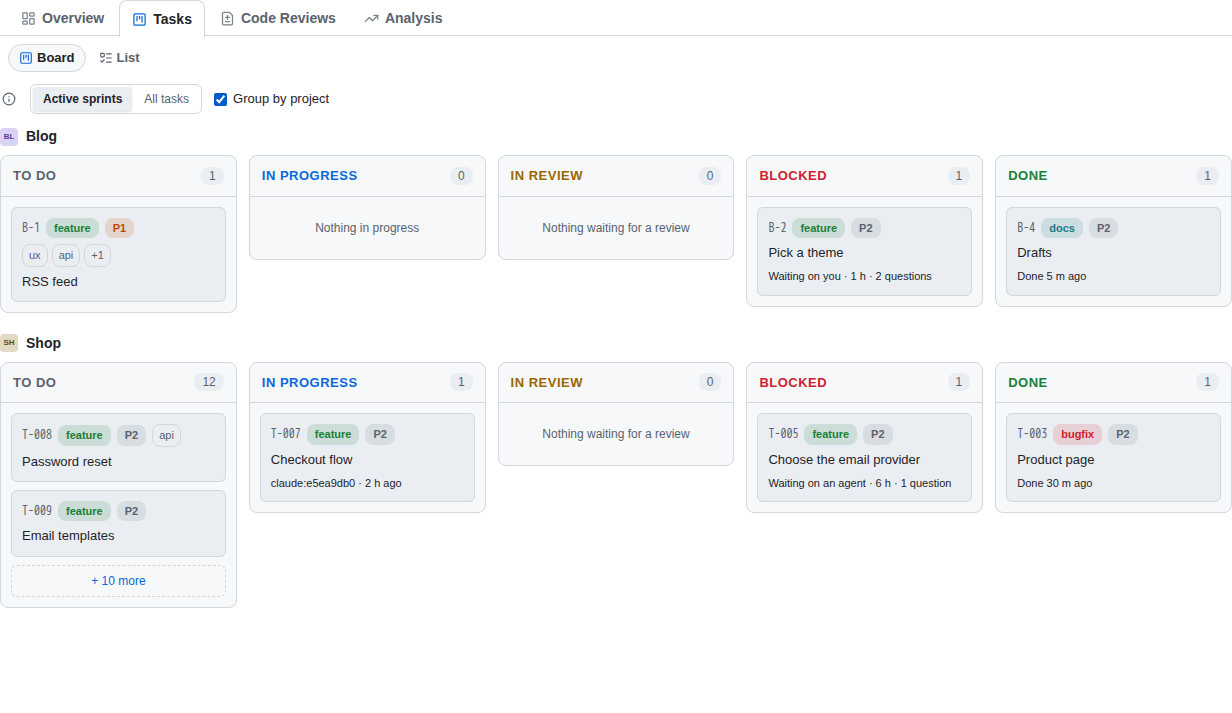 Overview Tasks Code Reviews Analysis
Board List
Active sprints All tasks Group by project
BL Blog
TO DO 1
B-1 feature P1
ux api +1
RSS feed
IN PROGRESS 0
Nothing in progress
IN REVIEW 0
Nothing waiting for a review
BLOCKED 1
B-2 feature P2
Pick a theme
Waiting on you · 1 h · 2 questions
DONE 1
B-4 docs P2
Drafts
Done 5 m ago
SH Shop
TO DO 12
T-008 feature P2 api
Password reset
T-009 feature P2
Email templates
+ 10 more
IN PROGRESS 1
T-007 feature P2
Checkout flow
claude:e5ea9db0 · 2 h ago
IN REVIEW 0
Nothing waiting for a review
BLOCKED 1
T-005 feature P2
Choose the email provider
Waiting on an agent · 6 h · 1 question
DONE 1
T-003 bugfix P2
Product page
Done 30 m ago